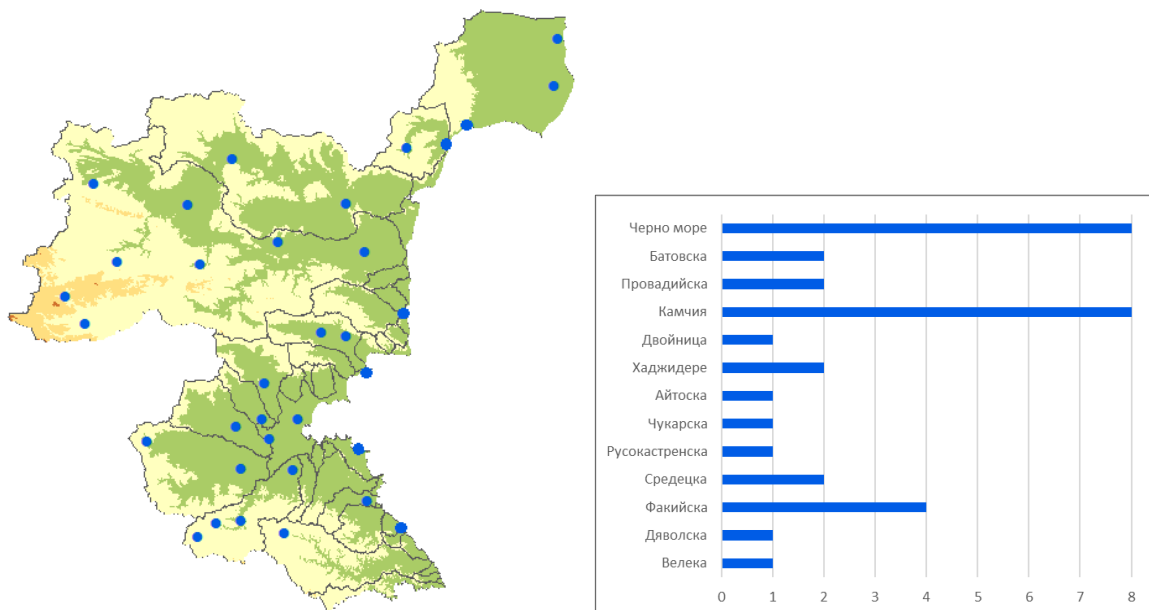 Черно море
Батовска
Провадийска
Камчия
Двойница
Хаджидере
Айтоска
Чукарска
Русокастренска
Средецка
Факийска
Дяволска
Велека
0 1 2 3 4 5 6 7 8